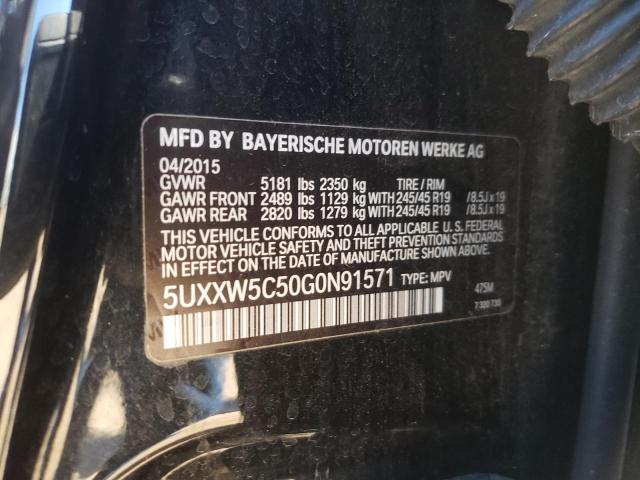 MFD BY BAYERISCHE MOTOREN WERKE AG
04/2015
GVWR 5181 lbs 2350 kg TIRE / RIM
GAWR FRONT 2489 lbs 1129 kg WITH 245/45 R19 /8.5J x 19
GAWR REAR 2820 lbs 1279 kg WITH 245/45 R19 /8.5J x 19
THIS VEHICLE CONFORMS TO ALL APPLICABLE U.S. FEDERAL
MOTOR VEHICLE SAFETY AND THEFT PREVENTION STANDARDS
IN EFFECT ON THE DATE OF MANUFACTURE SHOWN ABOVE.
5UXXW5C50G0N91571 TYPE: MPV 475M
7 320 730